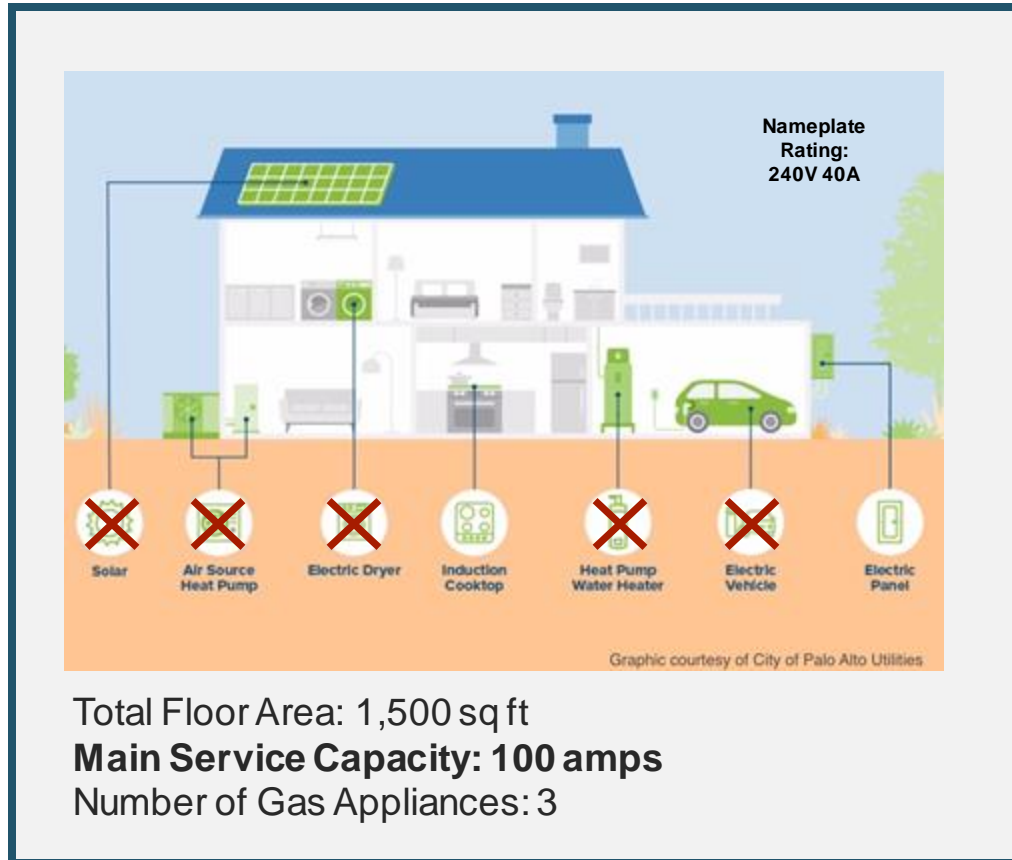 Nameplate
Rating:
240V 40A
Solar
Air Source
Heat Pump
Electric Dryer
Induction
Cooktop
Heat Pump
Water Heater
Electric
Vehicle
Electric
Panel
Graphic courtesy of City of Palo Alto Utilities
Total Floor Area: 1,500 sq ft
Main Service Capacity: 100 amps
Number of Gas Appliances: 3